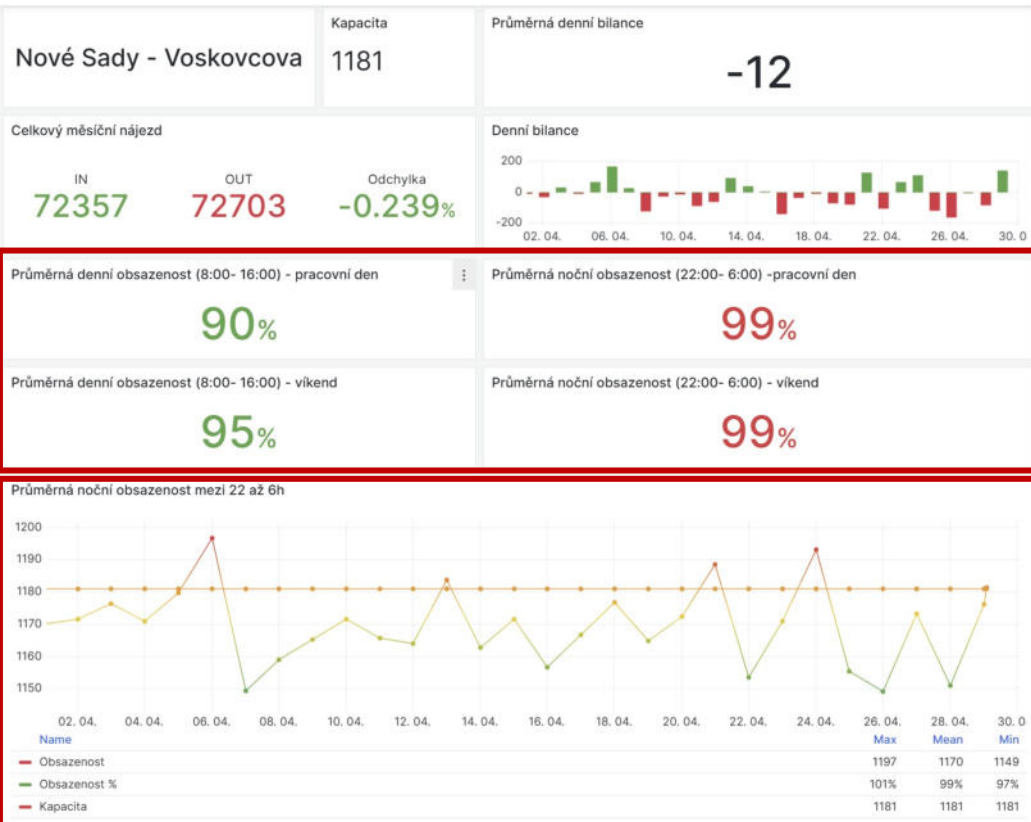 Nové Sady - Voskovcova
Kapacita
1181
Průměrná denní bilance
-12
Celkový měsíční nájezd
IN
72357
OUT
72703
Odchylka
-0.239%
Denní bilance
200
0
-200
02. 04. 06. 04. 10. 04. 14. 04. 18. 04. 22. 04. 26. 04. 30. 0
Průměrná denní obsazenost (8:00- 16:00) - pracovní den
90%
Průměrná noční obsazenost (22:00- 6:00) -pracovní den
99%
Průměrná denní obsazenost (8:00- 16:00) - víkend
95%
Průměrná noční obsazenost (22:00- 6:00) - víkend
99%
Průměrná noční obsazenost mezi 22 až 6h
1200
1190
1180
1170
1160
1150
02. 04. 04. 04. 06. 04. 08. 04. 10. 04. 12. 04. 14. 04. 16. 04. 18. 04. 20. 04. 22. 04. 24. 04. 26. 04. 28. 04. 30. 0
Name Max Mean Min
Obsazenost 1197 1170 1149
Obsazenost % 101% 99% 97%
Kapacita 1181 1181 1181